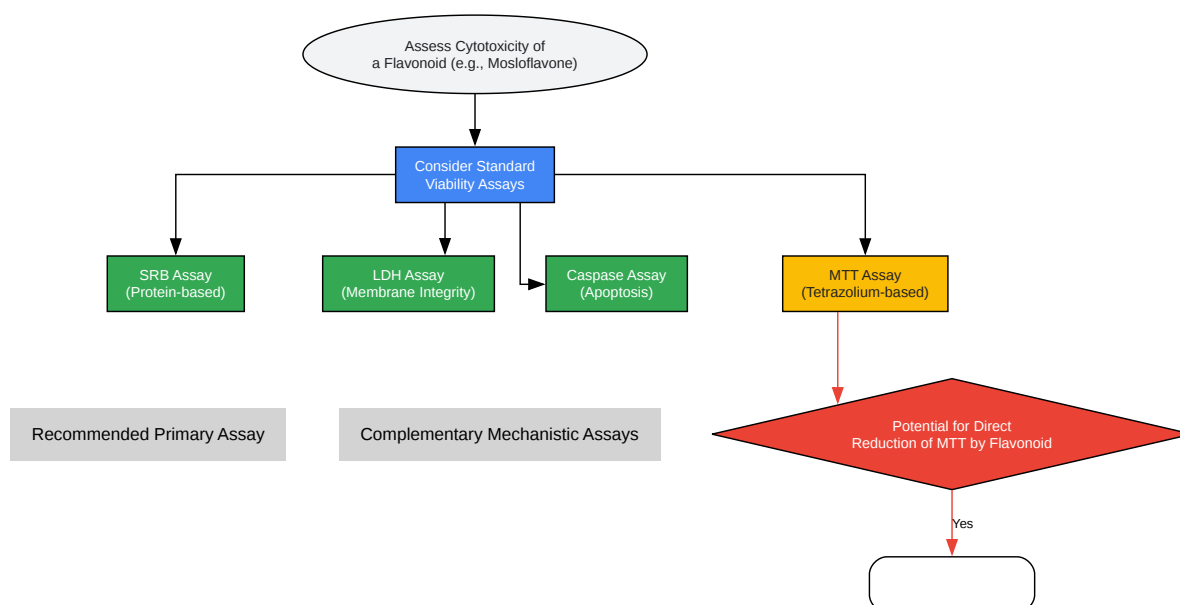 Assess Cytotoxicity of
a Flavonoid (e.g., Mosloflavone)
Consider Standard
Viability Assays
SRB Assay
(Protein-based)
LDH Assay
(Membrane Integrity)
Caspase Assay
(Apoptosis)
MTT Assay
(Tetrazolium-based)
Recommended Primary Assay
Complementary Mechanistic Assays
Potential for Direct
Reduction of MTT by Flavonoid
Yes